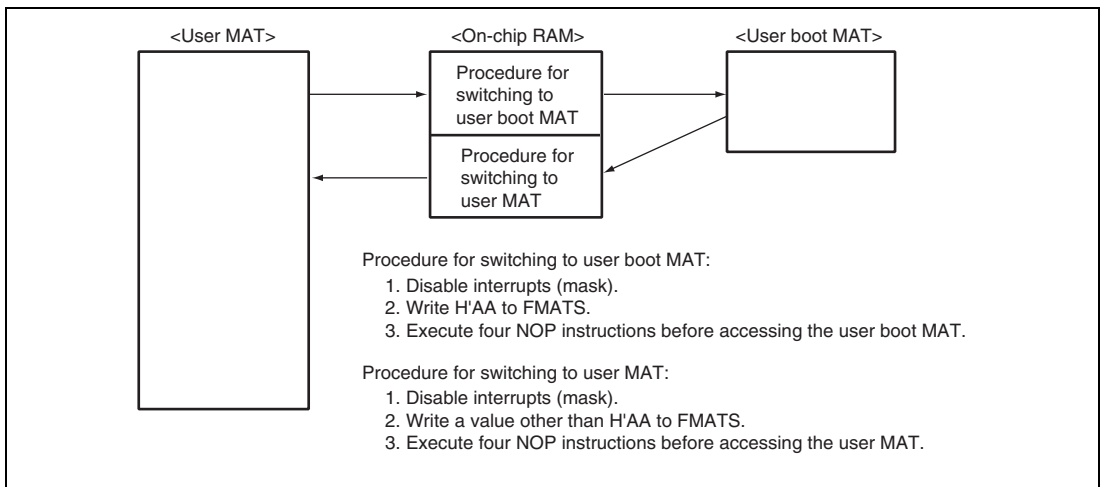 <User MAT>
<On-chip RAM>
<User boot MAT>
Procedure for
switching to
user boot MAT
Procedure for
switching to
user MAT
Procedure for switching to user boot MAT:
1. Disable interrupts (mask).
2. Write H'AA to FMATS.
3. Execute four NOP instructions before accessing the user boot MAT.
Procedure for switching to user MAT:
1. Disable interrupts (mask).
2. Write a value other than H'AA to FMATS.
3. Execute four NOP instructions before accessing the user MAT.